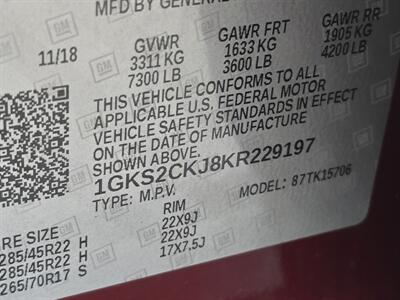 MFD BY GENERAL
11/18 GVWR GAWR FRT GAWR RR
3311 KG 1633 KG 1905 KG
7300 LB 3600 LB 4200 LB
THIS VEHICLE CONFORMS TO ALL
APPLICABLE U.S. FEDERAL MOTOR
VEHICLE SAFETY STANDARDS IN EFFECT
ON THE DATE OF MANUFACTURE
SHOWN ABOVE.
1GKS2CKJ8KR229197
TYPE: M.P.V. MODEL: 87TK15706
RE SIZE RIM
285/45R22 H 22X9J
285/45R22 H 22X9J
265/70R17 S 17X7.5J